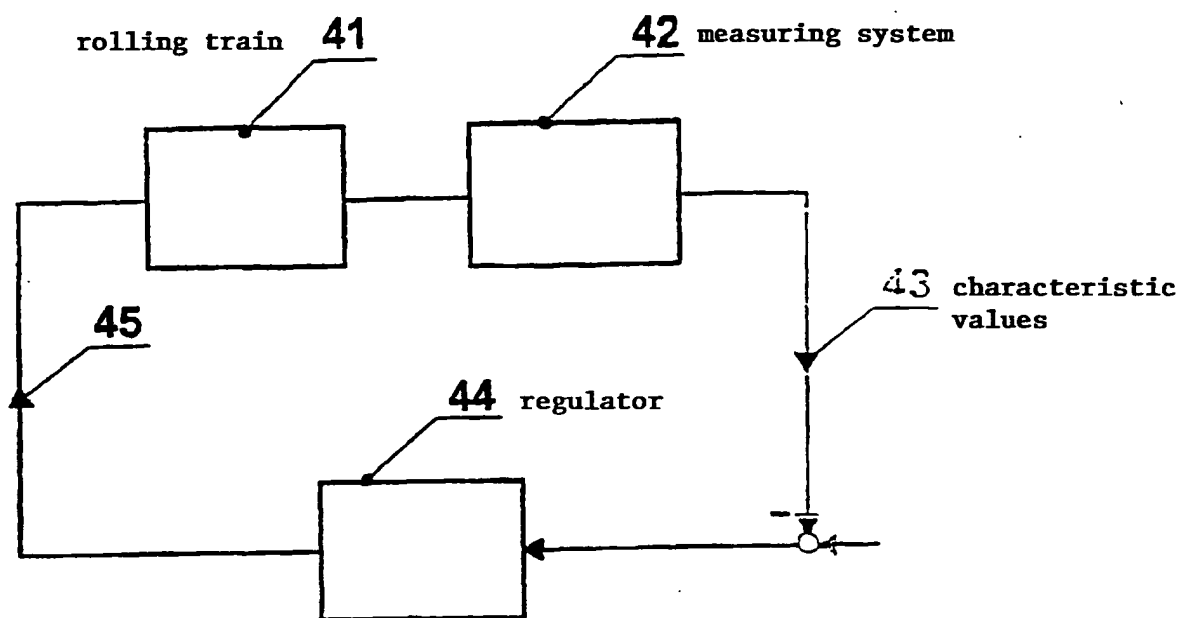 rolling train 41
42 measuring system
43 characteristic
values
45
44 regulator
-